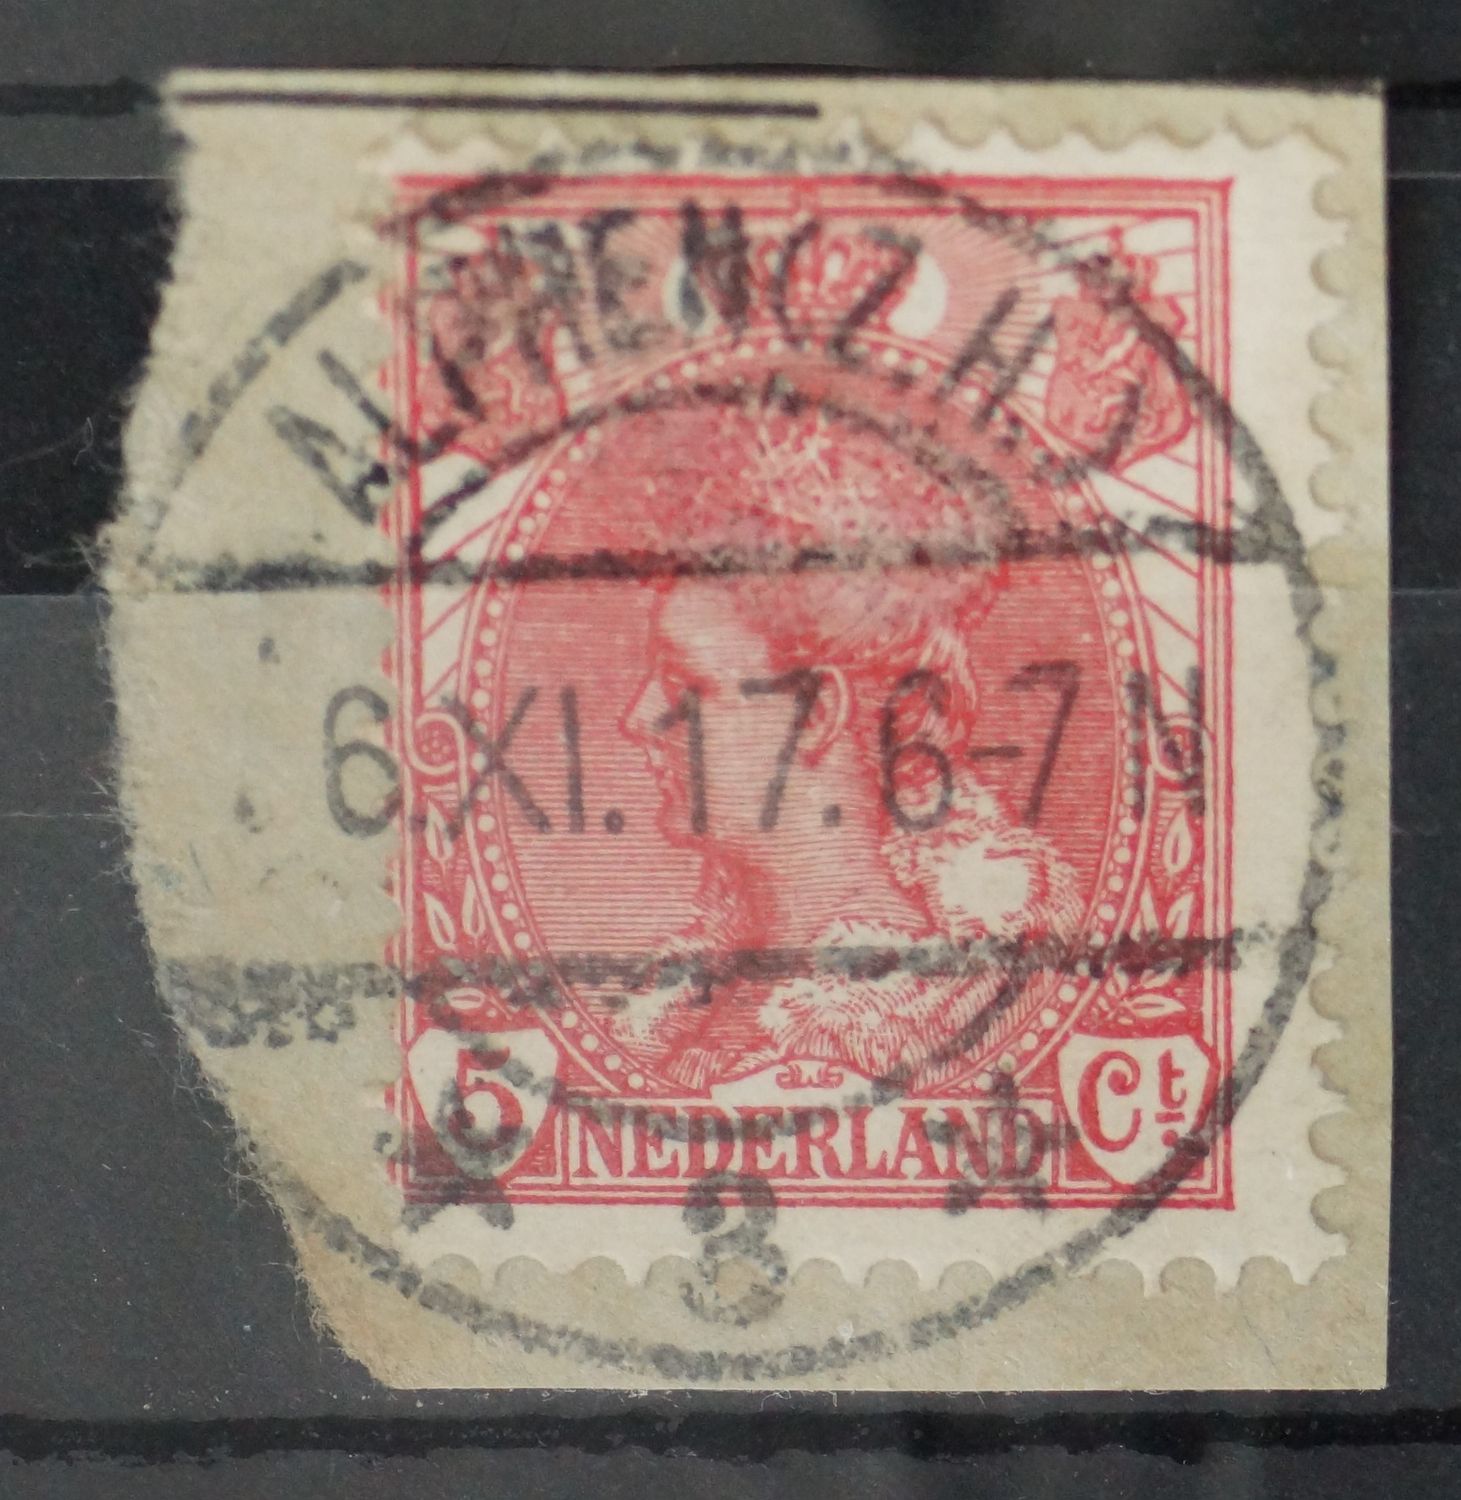 ALPHEN(Z.H.)
6.XI.17.6-7 N
5 NEDERLAND Ct.
3